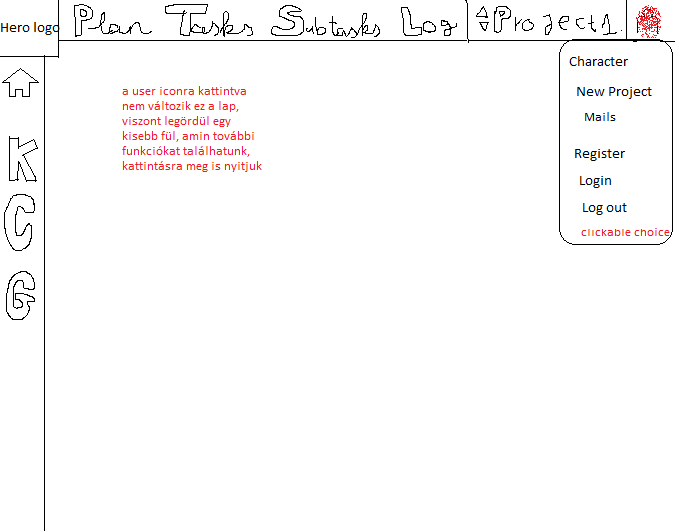 Hero logo
Plan Tasks Subtasks Log Project1.
Character
New Project
Mails
Register
Login
Log out
clickable choice
a user iconra kattintva
nem változik ez a lap,
viszont legördül egy
kisebb fül, amin további
funkciókat találhatunk,
kattintásra meg is nyitjuk
K
C
G